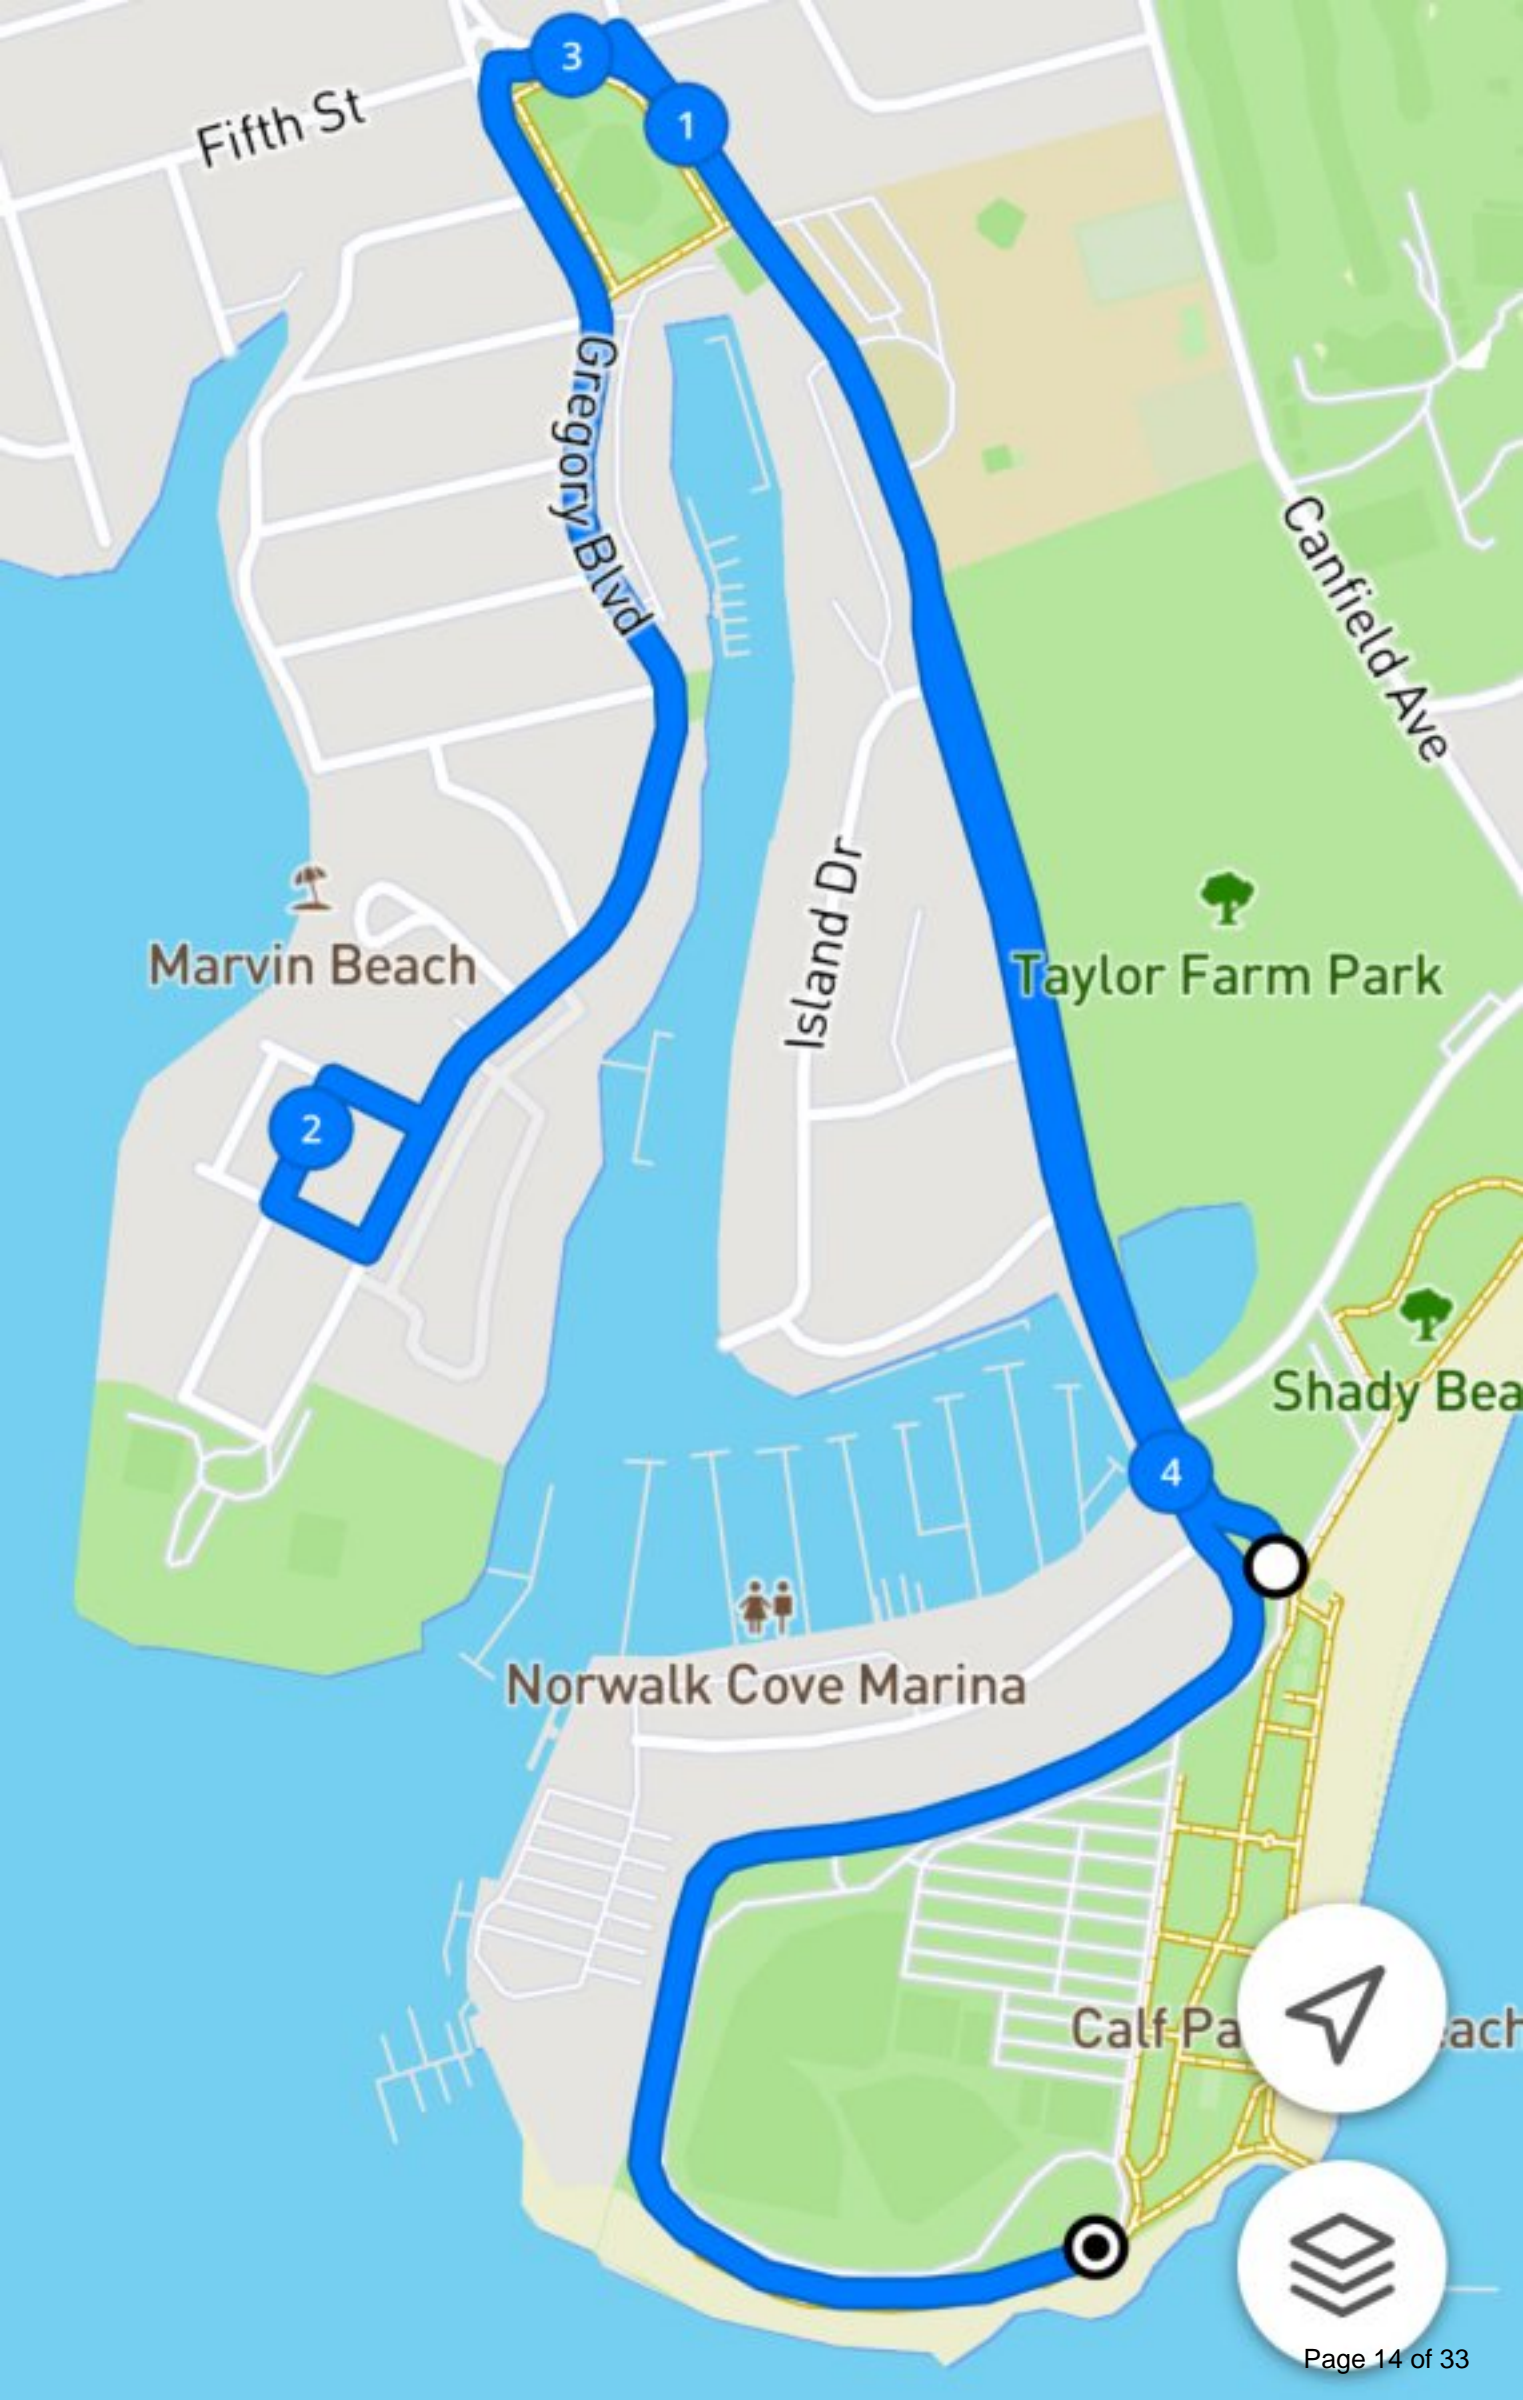 3
1
Fifth St
Gregory Blvd
Canfield Ave
Island Dr
Marvin Beach
Taylor Farm Park
2
Shady Bea
4
Norwalk Cove Marina
Calf Pa
each
Page 14 of 33